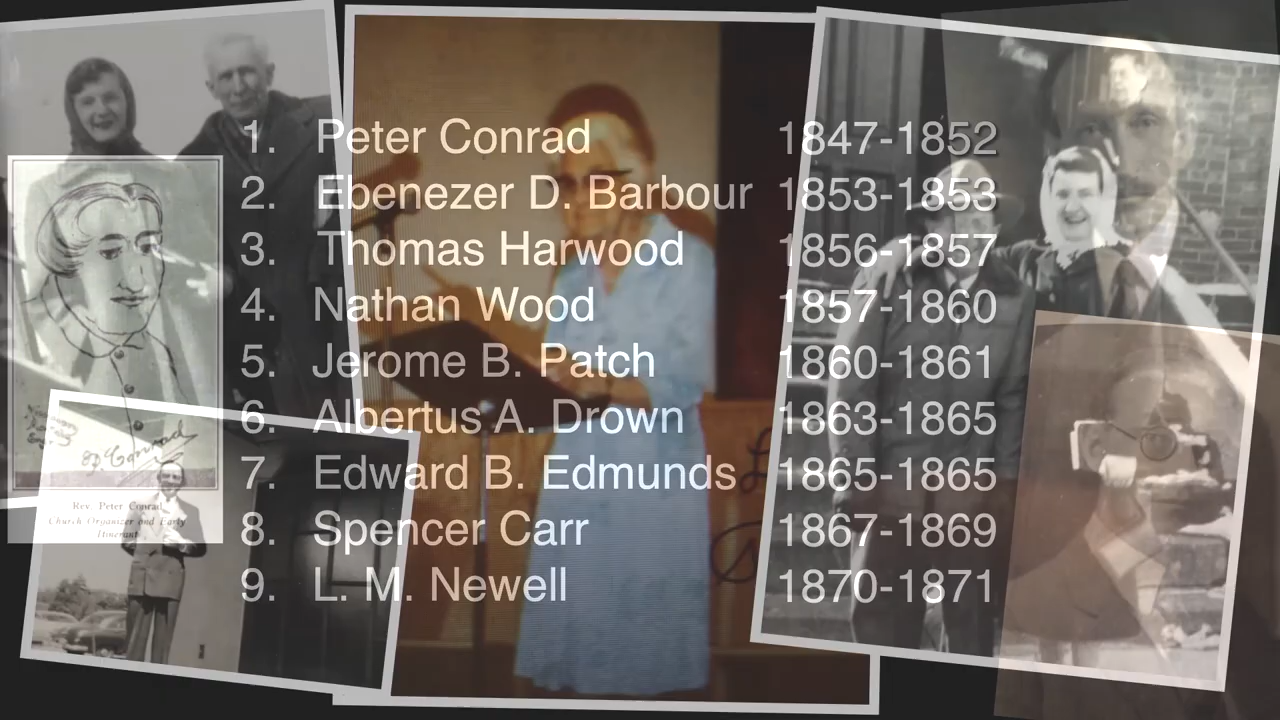 1. Peter Conrad 1847-1852
2. Ebenezer D. Barbour 1853-1853
3. Thomas Harwood 1856-1857
4. Nathan Wood 1857-1860
5. Jerome B. Patch 1860-1861
6. Albertus A. Drown 1863-1865
7. Edward B. Edmunds 1865-1865
8. Spencer Carr 1867-1869
9. L. M. Newell 1870-1871
P. Conrad
Rev. Peter Conrad
Church Organizer and Early
Itinerant